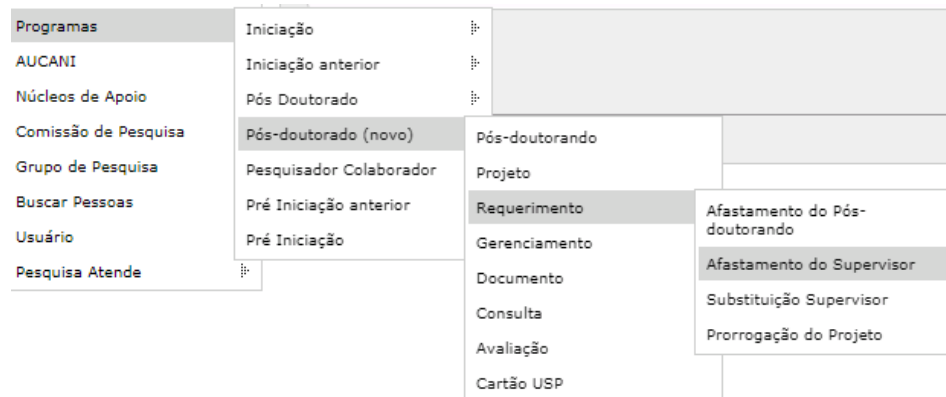 Programas
AUCANI
Núcleos de Apoio
Comissão de Pesquisa
Grupo de Pesquisa
Buscar Pessoas
Usuário
Pesquisa Atende
Iniciação
Iniciação anterior
Pós Doutorado
Pós-doutorado (novo)
Pesquisador Colaborador
Pré Iniciação anterior
Pré Iniciação
Pós-doutorando
Projeto
Requerimento
Gerenciamento
Documento
Consulta
Avaliação
Cartão USP
Afastamento do Pós-
doutorando
Afastamento do Supervisor
Substituição Supervisor
Prorrogação do Projeto